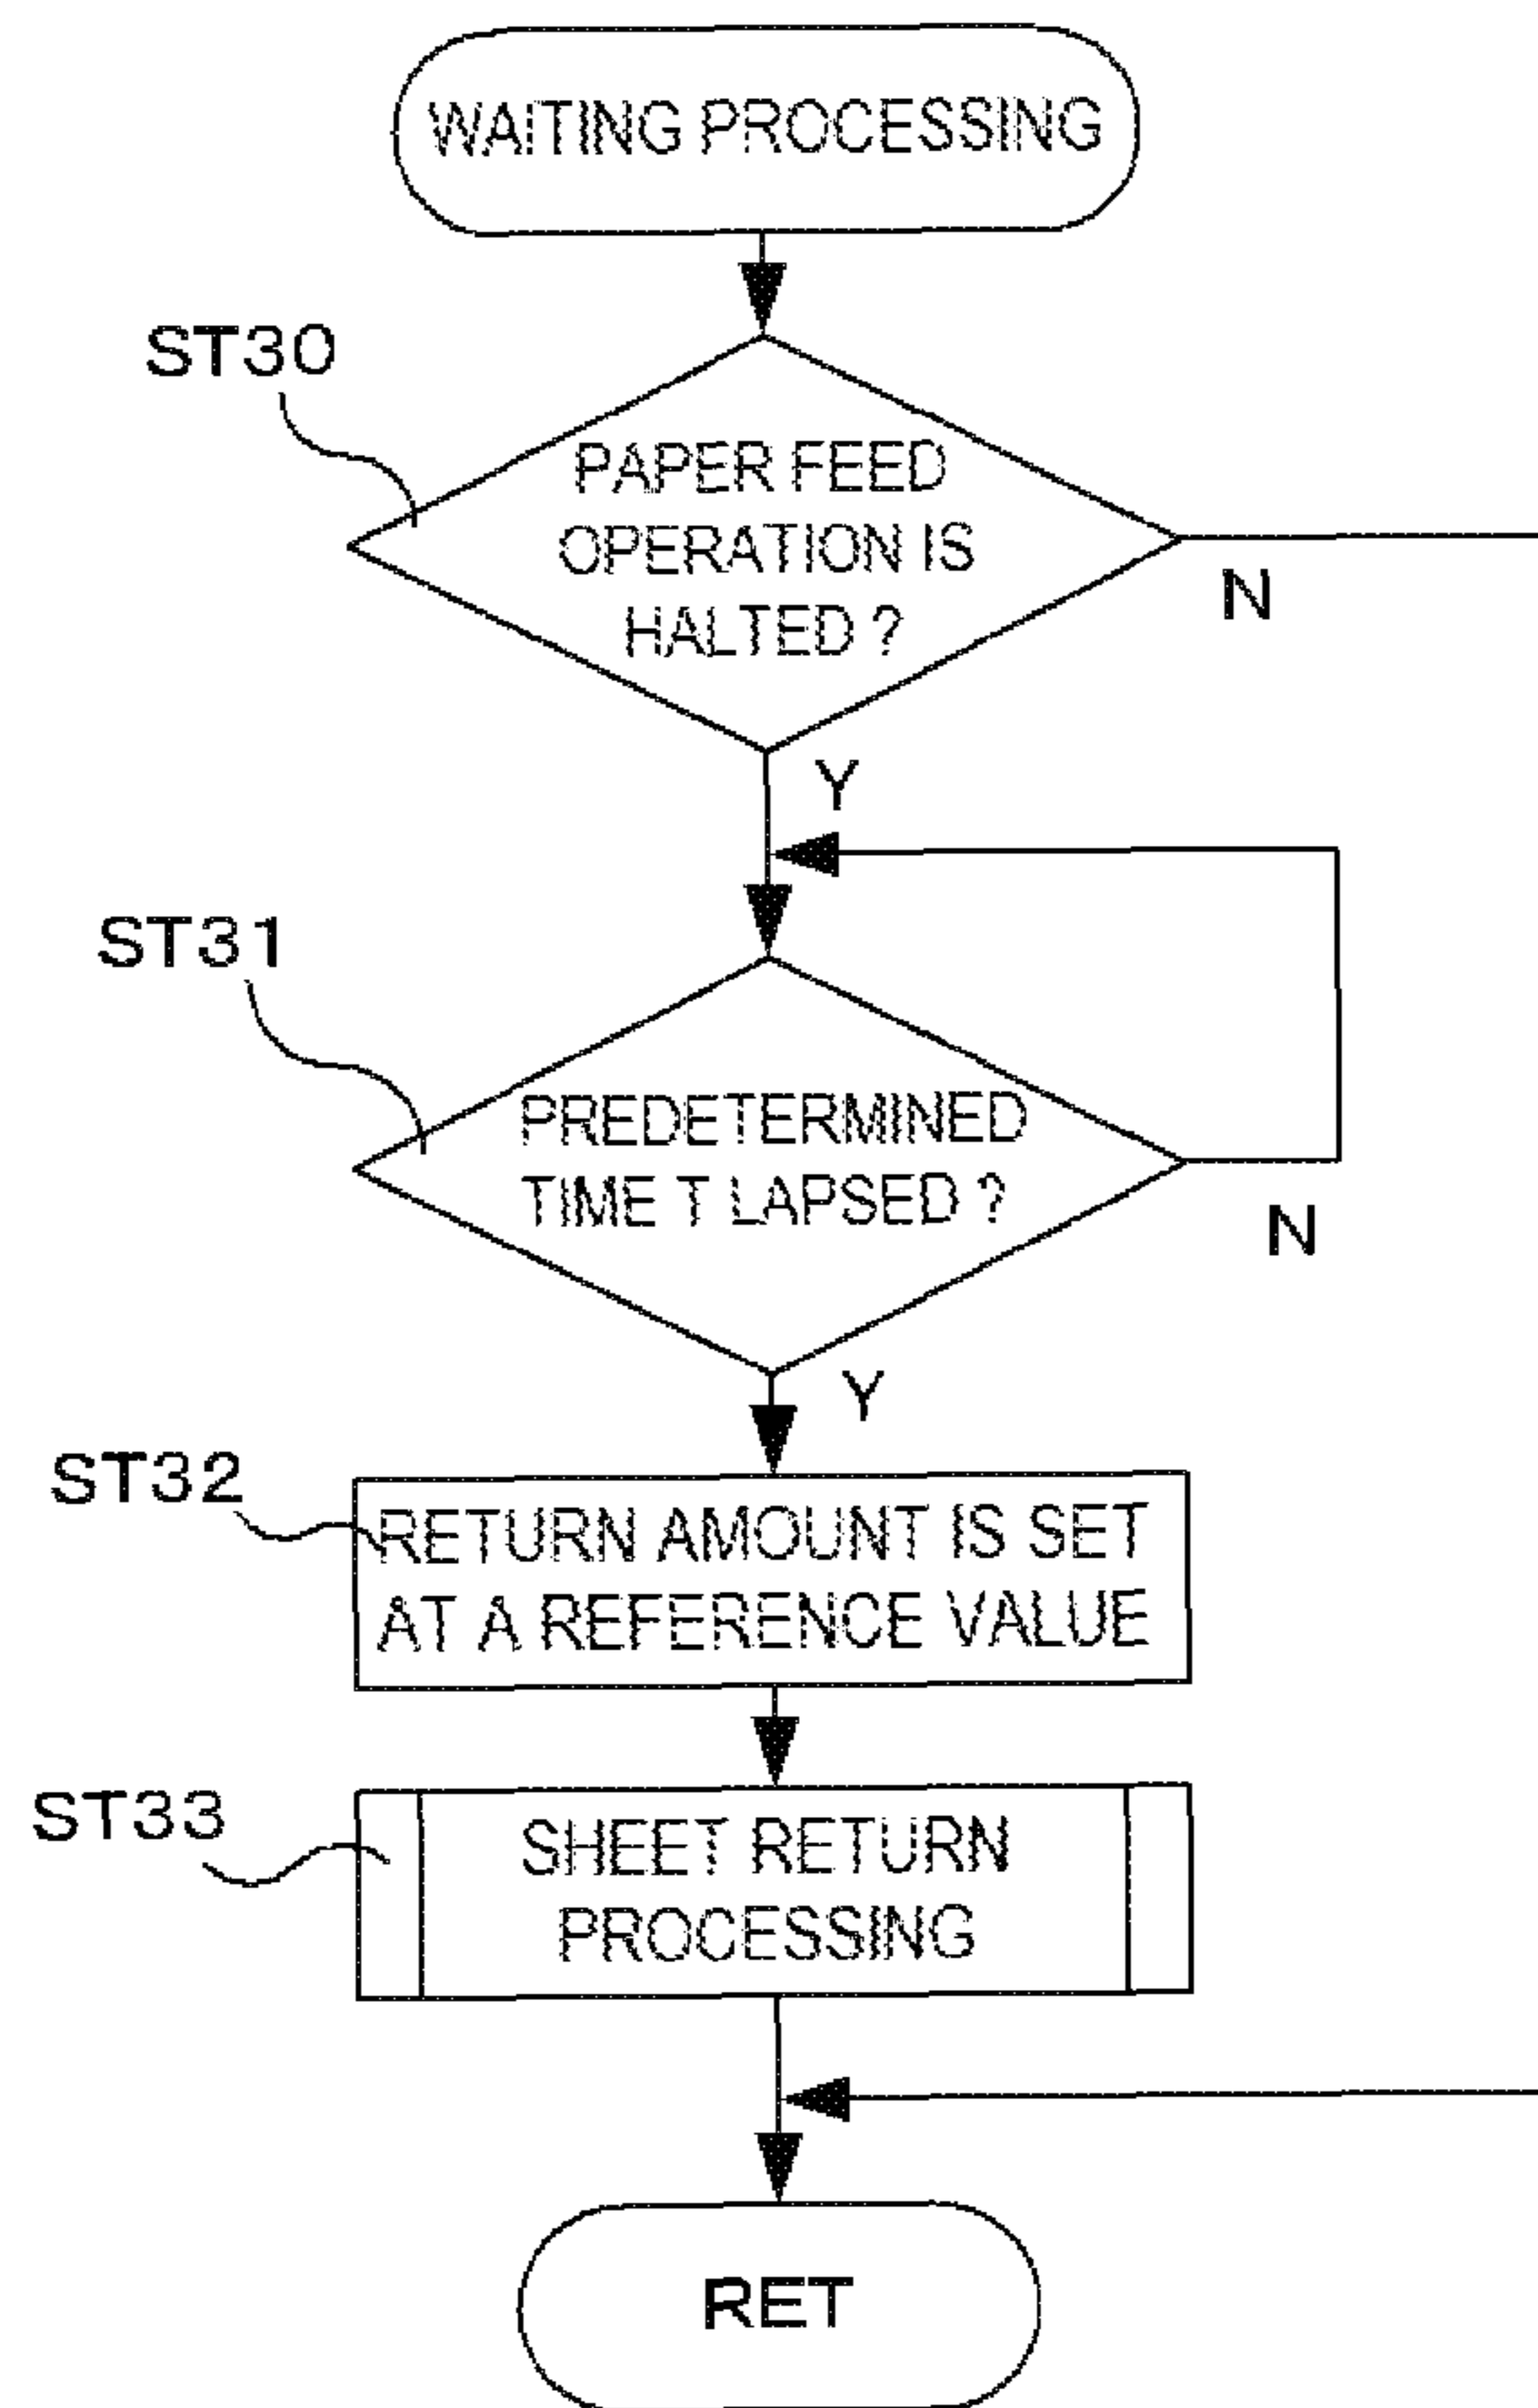 WAITING PROCESSING
ST30
PAPER FEED
OPERATION IS
HALTED ?
N
Y
ST31
PREDETERMINED
TIME T LAPSED ?
N
Y
ST32
RETURN AMOUNT IS SET
AT A REFERENCE VALUE
ST33
SHEET RETURN
PROCESSING
RET